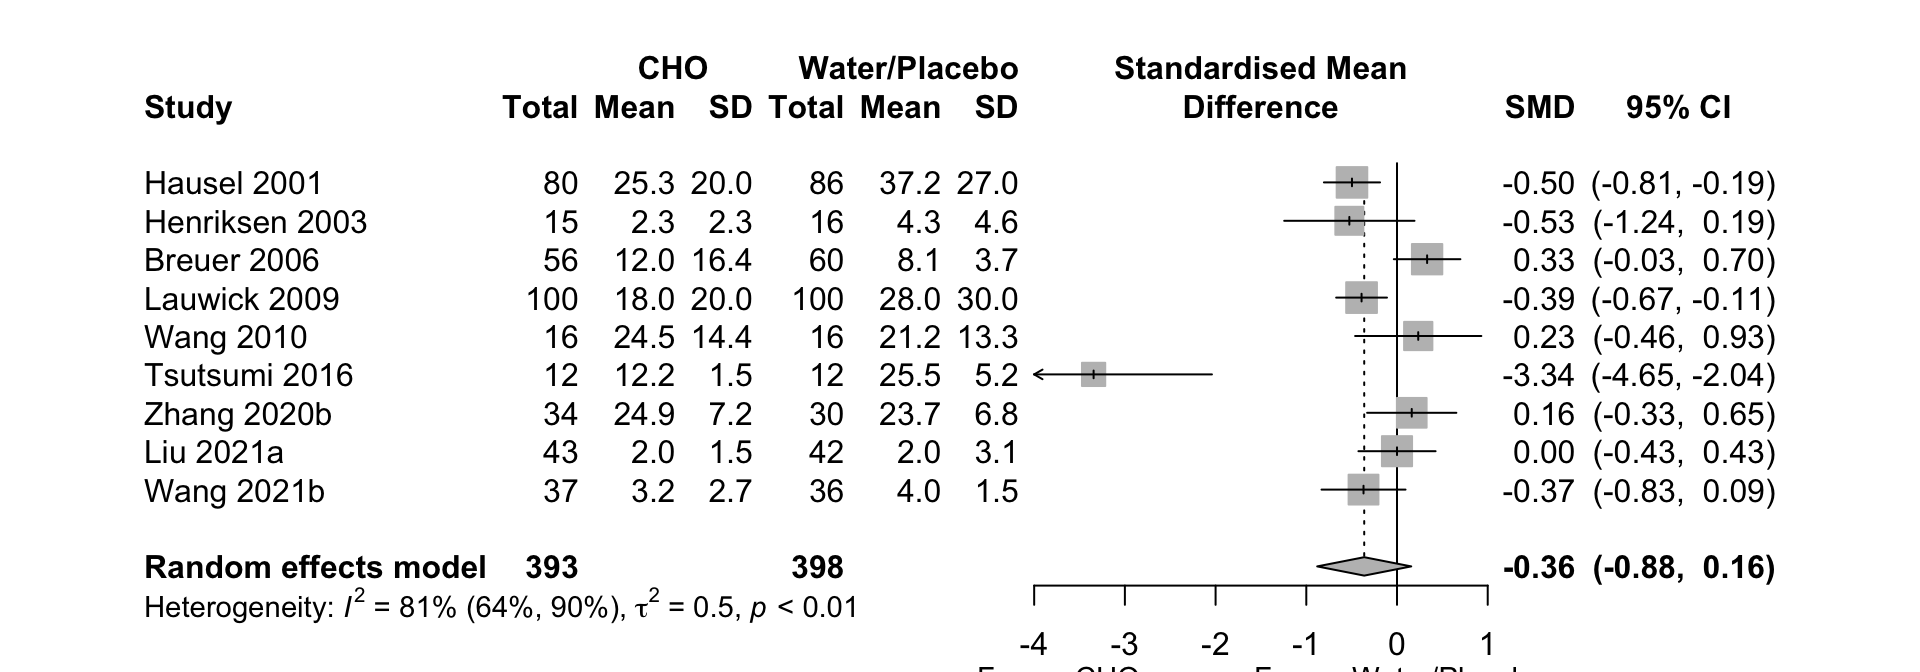 CHO Water/Placebo Standardised Mean
Study Total Mean SD Total Mean SD Difference SMD 95% CI
Hausel 2001 80 25.3 20.0 86 37.2 27.0 -0.50 (-0.81, -0.19)
Henriksen 2003 15 2.3 2.3 16 4.3 4.6 -0.53 (-1.24, 0.19)
Breuer 2006 56 12.0 16.4 60 8.1 3.7 0.33 (-0.03, 0.70)
Lauwick 2009 100 18.0 20.0 100 28.0 30.0 -0.39 (-0.67, -0.11)
Wang 2010 16 24.5 14.4 16 21.2 13.3 0.23 (-0.46, 0.93)
Tsutsumi 2016 12 12.2 1.5 12 25.5 5.2 -3.34 (-4.65, -2.04)
Zhang 2020b 34 24.9 7.2 30 23.7 6.8 0.16 (-0.33, 0.65)
Liu 2021a 43 2.0 1.5 42 2.0 3.1 0.00 (-0.43, 0.43)
Wang 2021b 37 3.2 2.7 36 4.0 1.5 -0.37 (-0.83, 0.09)
Random effects model 393 398 -0.36 (-0.88, 0.16)
Heterogeneity: I² = 81% (64%, 90%), τ² = 0.5, p < 0.01
-4 -3 -2 -1 0 1